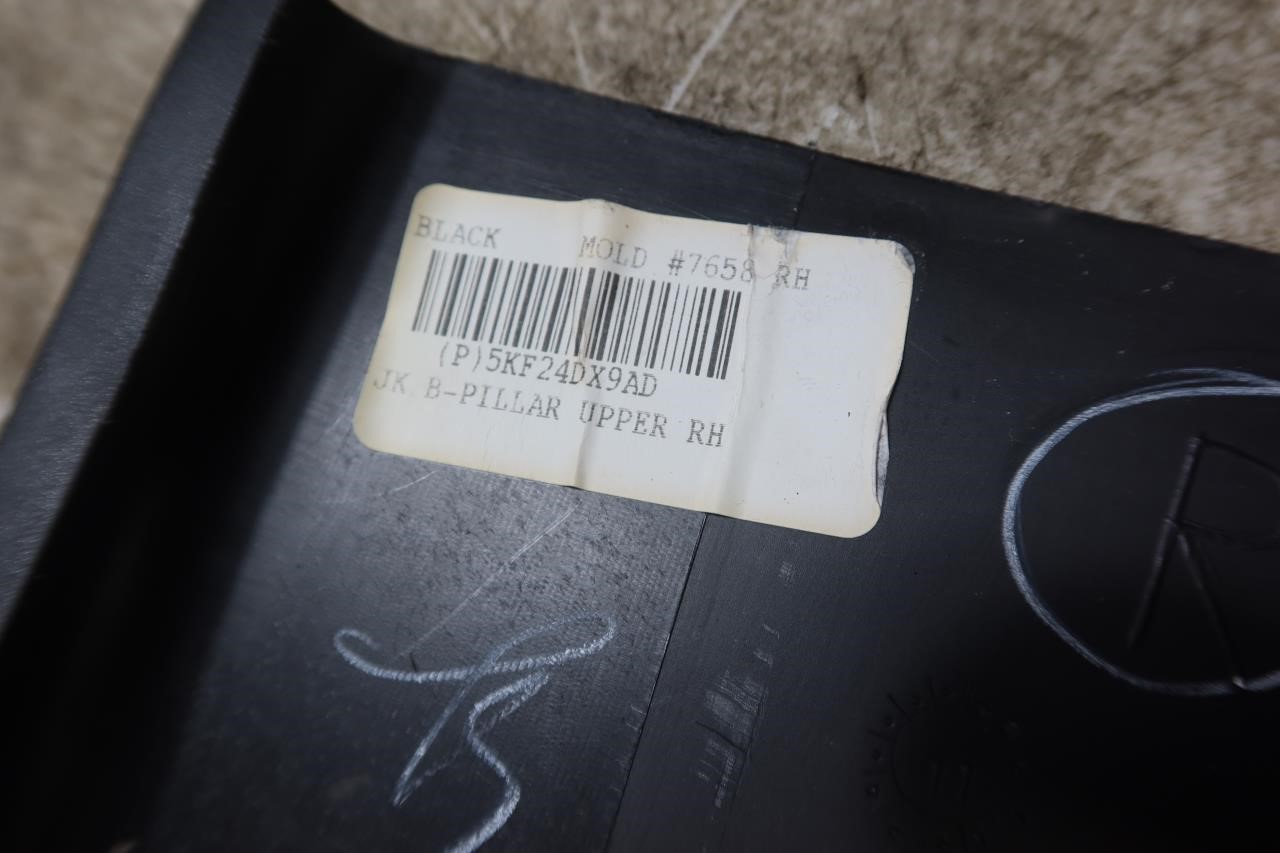 BLACK MOLD #7658 RH
(P)5KF24DX9AD
JK B-PILLAR UPPER RH
R